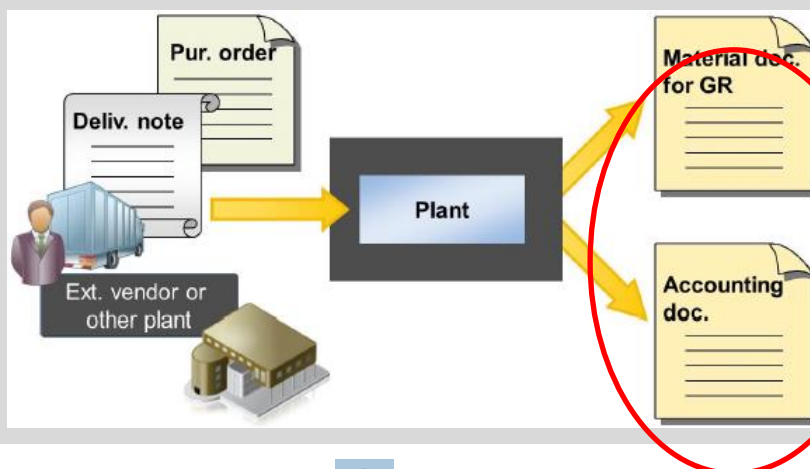 Pur. order
Deliv. note
Ext. vendor or
other plant
Plant
Material doc.
for GR
Accounting
doc.